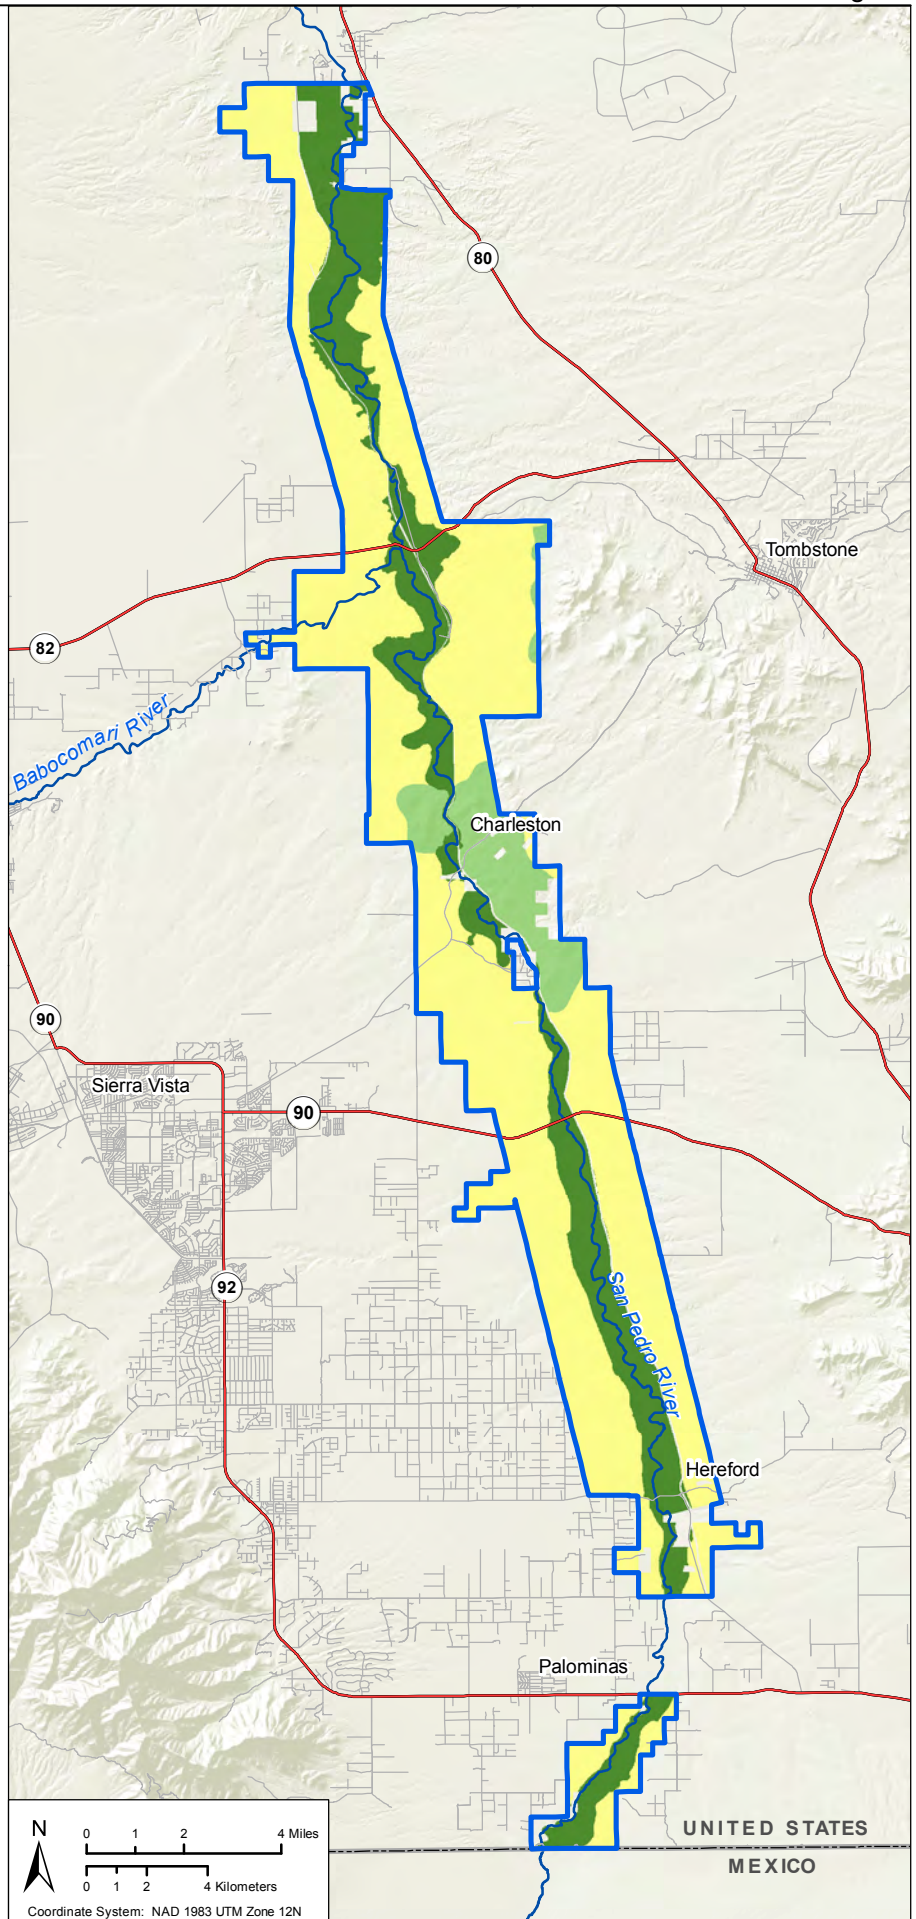 80
Tombstone
82
Babocomari River
Charleston
90
Sierra Vista
90
92
San Pedro River
Hereford
Palominas
UNITED STATES
MEXICO
N
0 1 2 4 Miles
0 1 2 4 Kilometers
Coordinate System: NAD 1983 UTM Zone 12N